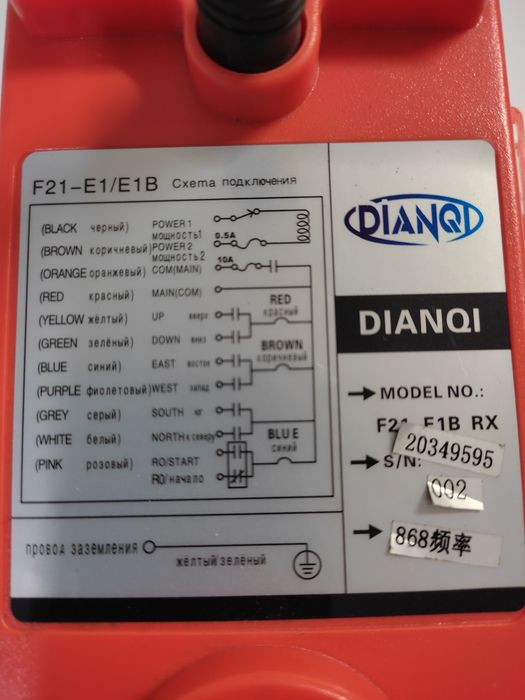 F21-E1/E1B Схета подключения
(BLACK чёрный) POWER 1
мощность1 0.5A
(BROWN коричневый) POWER 2
мощность2
(ORANGE оранжевый) COM(MAIN) 10A
(RED красный) MAIN(COM)
RED
красный
(YELLOW жёлтый) UP вверх
(GREEN зелёный) DOWN вниз
BROWN
коричневый
(BLUE синий) EAST восток
(PURPLE фиолетовый) WEST запад
(GREY серый) SOUTH юг
(WHITE белый) NORTH к северу
BLUE
синий
(PINK розовый) RO/START
RO/начало
провод заземления
жёлтый/зелёный
DIANQI
DIANQI
MODEL NO.:
F21-E1B RX
20349595
S/N:
002
868频率